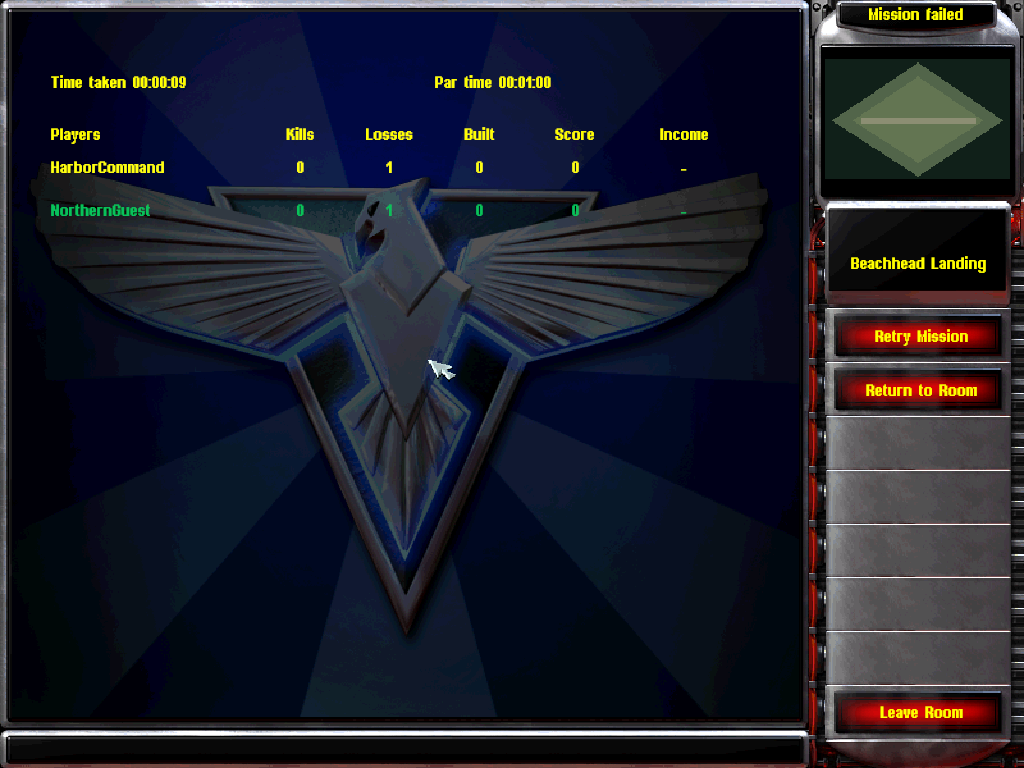 Mission failed
Time taken 00:00:09 Par time 00:01:00
Players Kills Losses Built Score Income
HarborCommand 0 1 0 0 -
NorthernGuest 0 1 0 0 -
Beachhead Landing
Retry Mission
Return to Room
Leave Room